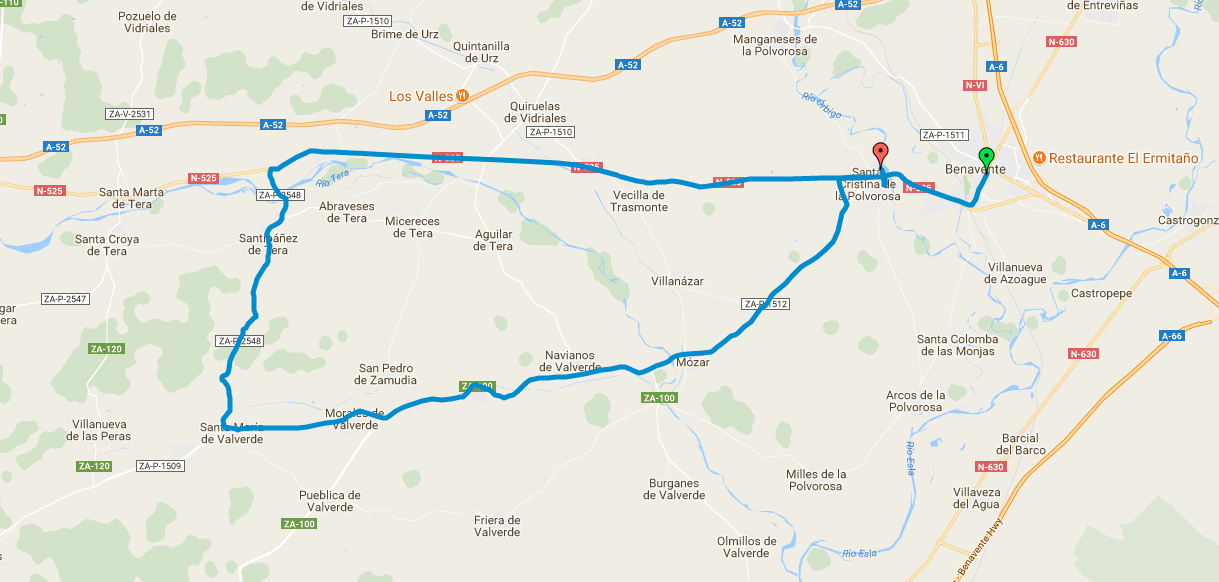 110
Pozuelo de
Vidriales
de Vidriales
ZA-P-1510
Brime de Urz
A-52
A-52
de Entreviñas
Manganeses de
la Polvorosa
N-630
Quintanilla
de Urz
A-52
A-6
N-VI
Los Valles
Río Órbigo
Quiruelas
de Vidriales
ZA-V-2531
A-52
A-52
A-52
ZA-P-1510
ZA-P-1511
A-52
N-525
Restaurante El Ermitaño
N-525
Benavente
Río Tera
N-525
N-525
N-525
Santa
Cristina de
la Polvorosa
N-525
Santa Marta
de Tera
ZA-P-2548
Vecilla de
Trasmonte
Abraveses
de Tera
Micereces
de Tera
Castrogonz
A-6
Santa Croya
de Tera
Santibáñez
de Tera
Aguilar
de Tera
Villanueva
de Azoague
A-6
Villanázar
Castropepe
ZA-P-2547
ZA-P-1512
gar
era
ZA-P-2548
A-66
Santa Colomba
de las Monjas
ZA-120
N-630
Navianos
de Valverde
Mózar
San Pedro
de Zamudia
ZA-100
ZA-100
Arcos de la
Polvorosa
Morales de
Valverde
Villanueva
de las Peras
Santa María
de Valverde
Barcial
del Barco
Río Esla
ZA-120
ZA-P-1509
N-630
Milles de la
Polvorosa
Burganes
de Valverde
Villaveza
del Agua
Pueblica de
Valverde
ZA-100
Friera de
Valverde
Olmillos de
Valverde
Río Esla
Benavente Hwy